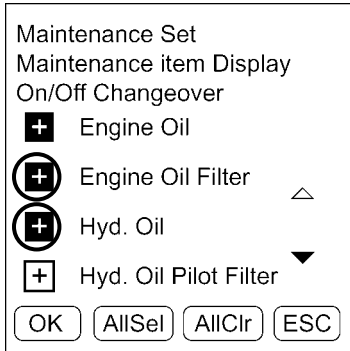 Maintenance Set
Maintenance item Display
On/Off Changeover
Engine Oil
Engine Oil Filter
Hyd. Oil
Hyd. Oil Pilot Filter
OK AllSel AllClr ESC